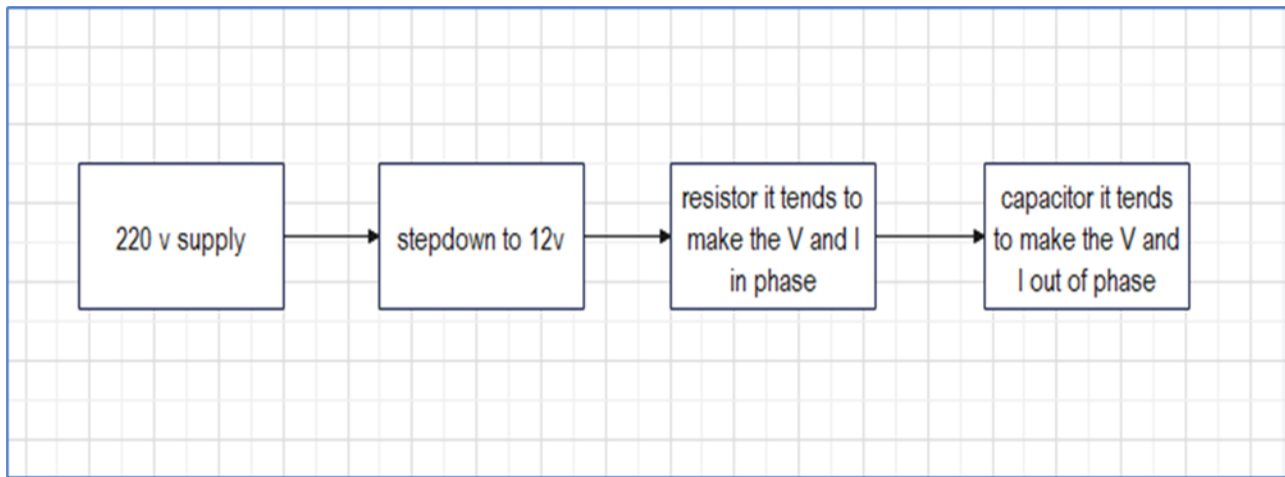 220 v supply
stepdown to 12v
resistor it tends to
make the V and I
in phase
capacitor it tends
to make the V and
I out of phase